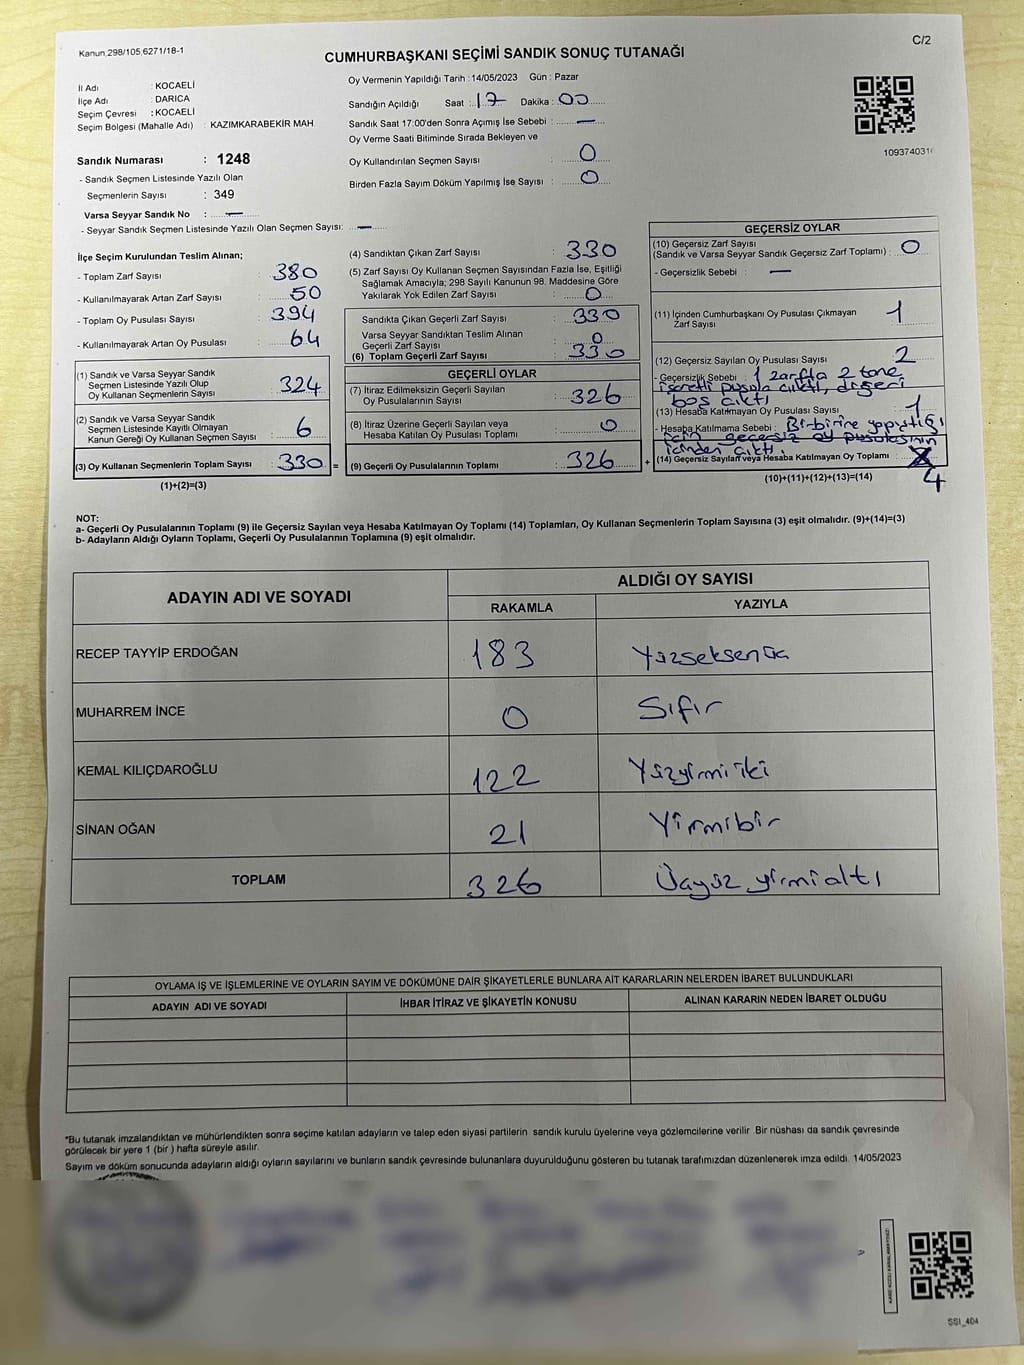 Kanun.298/105,6271/18-1
C/2
CUMHURBAŞKANI SEÇİMİ SANDIK SONUÇ TUTANAĞI
İl Adı : KOCAELİ
İlçe Adı : DARICA
Seçim Çevresi : KOCAELİ
Seçim Bölgesi (Mahalle Adı) : KAZIMKARABEKİR MAH
Sandık Numarası : 1248
- Sandık Seçmen Listesinde Yazılı Olan
Seçmenlerin Sayısı : 349
Varsa Seyyar Sandık No : —
- Seyyar Sandık Seçmen Listesinde Yazılı Olan Seçmen Sayısı: —
Oy Vermenin Yapıldığı Tarih : 14/05/2023 Gün : Pazar
Sandığın Açıldığı Saat : 17 Dakika : 00
Sandık Saat 17:00'den Sonra Açımış İse Sebebi : —
Oy Verme Saati Bitiminde Sırada Bekleyen ve
Oy Kullandırılan Seçmen Sayısı : 0
Birden Fazla Sayım Döküm Yapılmış İse Sayısı : 0
109374031
İlçe Seçim Kurulundan Teslim Alınan;
- Toplam Zarf Sayısı : 380
- Kullanılmayarak Artan Zarf Sayısı : 50
- Toplam Oy Pusulası Sayısı : 394
- Kullanılmayarak Artan Oy Pusulası : 64
(1) Sandık ve Varsa Seyyar Sandık
Seçmen Listesinde Yazılı Olup
Oy Kullanan Seçmenlerin Sayısı : 324
(2) Sandık ve Varsa Seyyar Sandık
Seçmen Listesinde Kayıtlı Olmayan
Kanun Gereği Oy Kullanan Seçmen Sayısı : 6
(3) Oy Kullanan Seçmenlerin Toplam Sayısı : 330
(1)+(2)=(3)
(4) Sandıktan Çıkan Zarf Sayısı : 330
(5) Zarf Sayısı Oy Kullanan Seçmen Sayısından Fazla İse, Eşitliği
Sağlamak Amacıyla; 298 Sayılı Kanunun 98. Maddesine Göre
Yakılarak Yok Edilen Zarf Sayısı : 0
Sandıkta Çıkan Geçerli Zarf Sayısı : 330
Varsa Seyyar Sandıktan Teslim Alınan
Geçerli Zarf Sayısı : 0
(6) Toplam Geçerli Zarf Sayısı : 330
GEÇERLİ OYLAR
(7) İtiraz Edilmeksizin Geçerli Sayılan
Oy Pusulalarının Sayısı : 326
(8) İtiraz Üzerine Geçerli Sayılan veya
Hesaba Katılan Oy Pusulası Toplamı : 0
= (9) Geçerli Oy Pusulalarının Toplamı : 326 +
GEÇERSİZ OYLAR
(10) Geçersiz Zarf Sayısı
(Sandık ve Varsa Seyyar Sandık Geçersiz Zarf Toplamı) : 0
- Geçersizlik Sebebi : —
(11) İçinden Cumhurbaşkanı Oy Pusulası Çıkmayan
Zarf Sayısı 1
(12) Geçersiz Sayılan Oy Pusulası Sayısı 2
- Geçersizlik Sebebi : 1 zarfta 2 tane
işaretli pusula çıktı, diğeri
boş çıktı
(13) Hesaba Katılmayan Oy Pusulası Sayısı 1
- Hesaba Katılmama Sebebi : Birbirine yapıştığı
için geçersiz oy pusulasının
içinden çıktı.
(14) Geçersiz Sayılan veya Hesaba Katılmayan Oy Toplamı 4
(10)+(11)+(12)+(13)=(14)
NOT:
a- Geçerli Oy Pusulalarının Toplamı (9) ile Geçersiz Sayılan veya Hesaba Katılmayan Oy Toplamı (14) Toplamları, Oy Kullanan Seçmenlerin Toplam Sayısına (3) eşit olmalıdır. (9)+(14)=(3)
b- Adayların Aldığı Oyların Toplamı, Geçerli Oy Pusulalarının Toplamına (9) eşit olmalıdır.
ADAYIN ADI VE SOYADI
ALDIĞI OY SAYISI
RAKAMLA YAZIYLA
RECEP TAYYİP ERDOĞAN 183 Yüzseksenüç
MUHARREM İNCE 0 Sıfır
KEMAL KILIÇDAROĞLU 122 Yüzyirmiiki
SİNAN OĞAN 21 Yirmibir
TOPLAM 326 Üçyüz yirmialtı
OYLAMA İŞ VE İŞLEMLERİNE VE OYLARIN SAYIM VE DÖKÜMÜNE DAİR ŞİKAYETLERLE BUNLARA AİT KARARLARIN NELERDEN İBARET BULUNDUKLARI
ADAYIN ADI VE SOYADI İHBAR İTİRAZ VE ŞİKAYETİN KONUSU ALINAN KARARIN NEDEN İBARET OLDUĞU
*Bu tutanak imzalandıktan ve mühürlendikten sonra seçime katılan adayların ve talep eden siyasi partilerin sandık kurulu üyelerine veya gözlemcilerine verilir .Bir nüshası da sandık çevresinde
görülecek bir yere 1 (bir ) hafta süreyle asılır.
Sayım ve döküm sonucunda adayların aldığı oyların sayılarını ve bunların sandık çevresinde bulunanlara duyurulduğunu gösteren bu tutanak tarafımızdan düzenlenerek imza edildi. 14/05/2023
KARE KODU KARALAMAYINIZ!
SSI_404